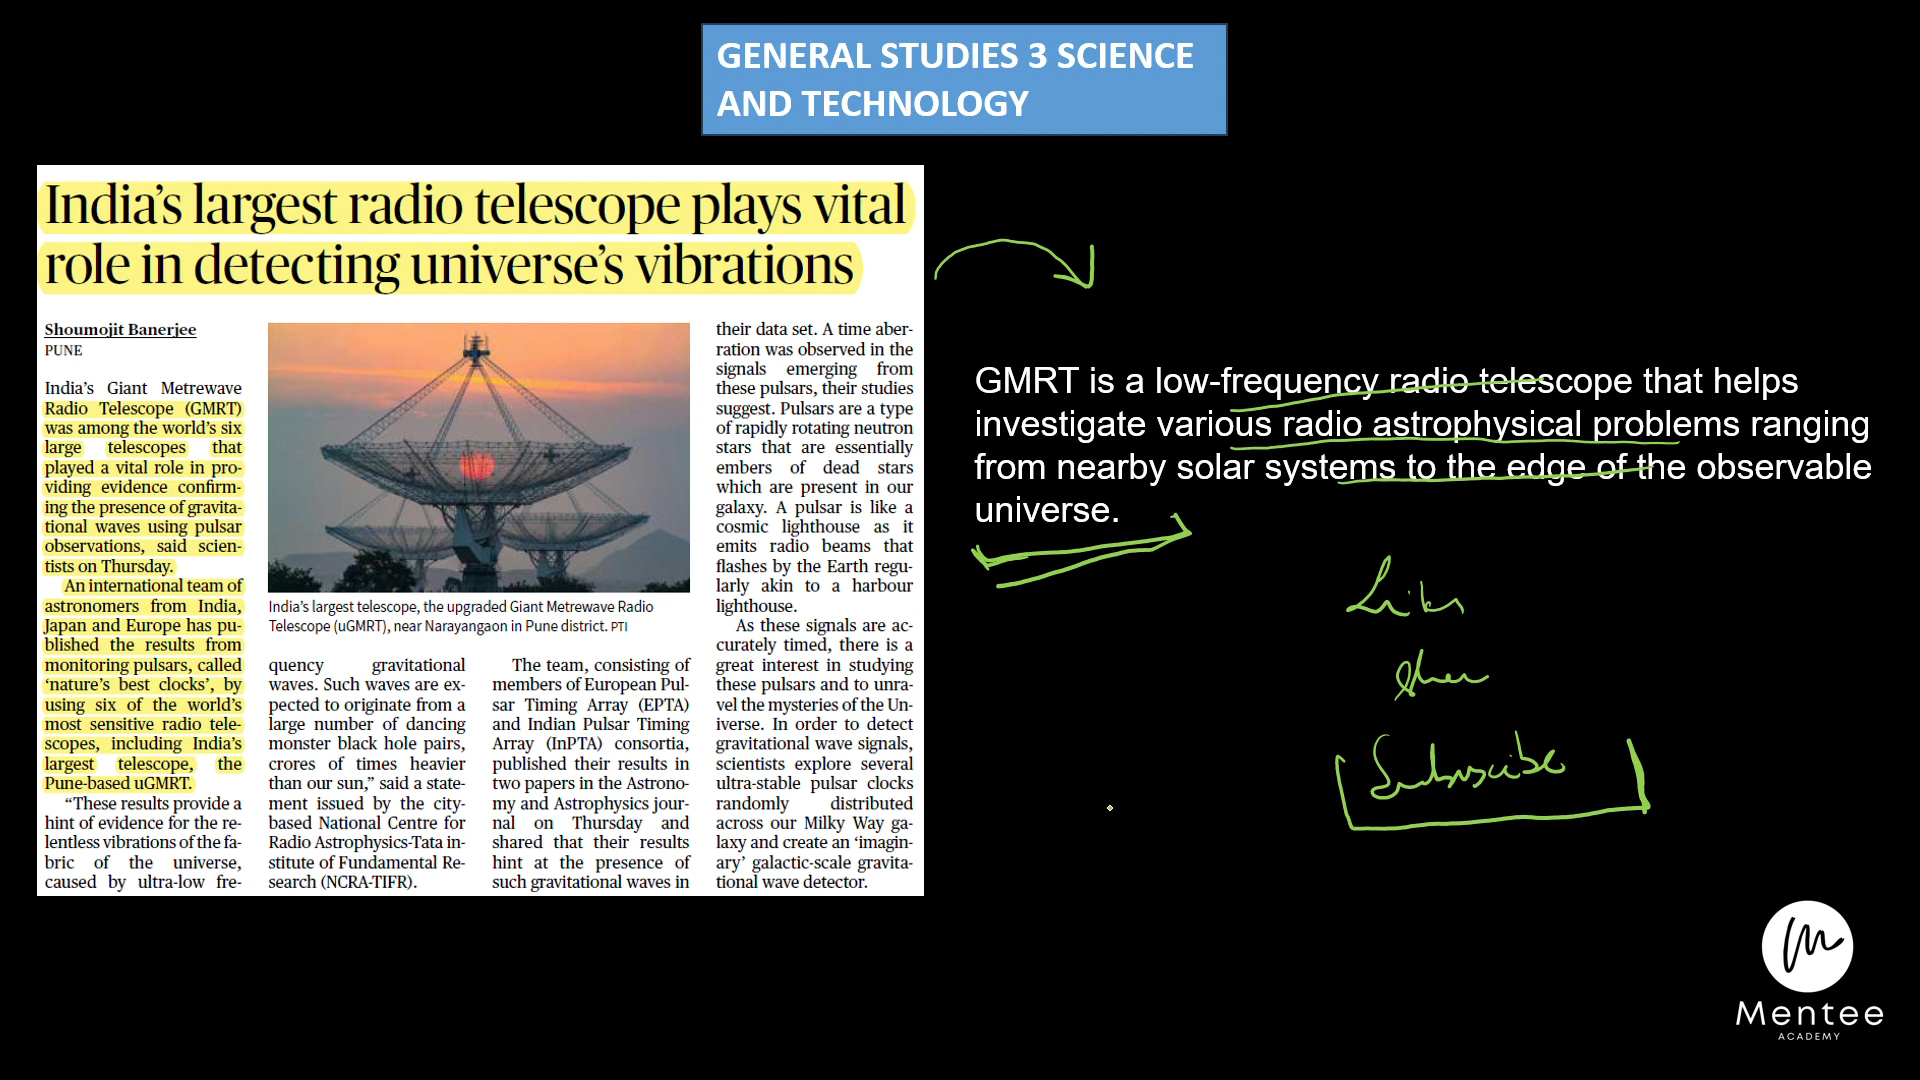 GENERAL STUDIES 3 SCIENCE
AND TECHNOLOGY
India's largest radio telescope plays vital
role in detecting universe's vibrations
Shoumojit Banerjee
PUNE
India's Giant Metrewave
Radio Telescope (GMRT)
was among the world's six
large telescopes that
played a vital role in pro-
viding evidence confirm-
ing the presence of gravita-
tional waves using pulsar
observations, said scien-
tists on Thursday.
An international team of
astronomers from India,
Japan and Europe has pu-
blished the results from
monitoring pulsars, called
'nature's best clocks', by
using six of the world's
most sensitive radio tele-
scopes, including India's
largest telescope, the
Pune-based uGMRT.
"These results provide a
hint of evidence for the re-
lentless vibrations of the fa-
bric of the universe,
caused by ultra-low fre-
India's largest telescope, the upgraded Giant Metrewave Radio
Telescope (uGMRT), near Narayangaon in Pune district. PTI
quency gravitational
waves. Such waves are ex-
pected to originate from a
large number of dancing
monster black hole pairs,
crores of times heavier
than our sun," said a state-
ment issued by the city-
based National Centre for
Radio Astrophysics-Tata in-
stitute of Fundamental Re-
search (NCRA-TIFR).
The team, consisting of
members of European Pul-
sar Timing Array (EPTA)
and Indian Pulsar Timing
Array (InPTA) consortia,
published their results in
two papers in the Astrono-
my and Astrophysics jour-
nal on Thursday and
shared that their results
hint at the presence of
such gravitational waves in
their data set. A time aber-
ration was observed in the
signals emerging from
these pulsars, their studies
suggest. Pulsars are a type
of rapidly rotating neutron
stars that are essentially
embers of dead stars
which are present in our
galaxy. A pulsar is like a
cosmic lighthouse as it
emits radio beams that
flashes by the Earth regu-
larly akin to a harbour
lighthouse.
As these signals are ac-
curately timed, there is a
great interest in studying
these pulsars and to unra-
vel the mysteries of the Un-
iverse. In order to detect
gravitational wave signals,
scientists explore several
ultra-stable pulsar clocks
randomly distributed
across our Milky Way ga-
laxy and create an 'imagin-
ary' galactic-scale gravita-
tional wave detector.
GMRT is a low-frequency radio telescope that helps
investigate various radio astrophysical problems ranging
from nearby solar systems to the edge of the observable
universe.
Subscribe
Mentee
ACADEMY